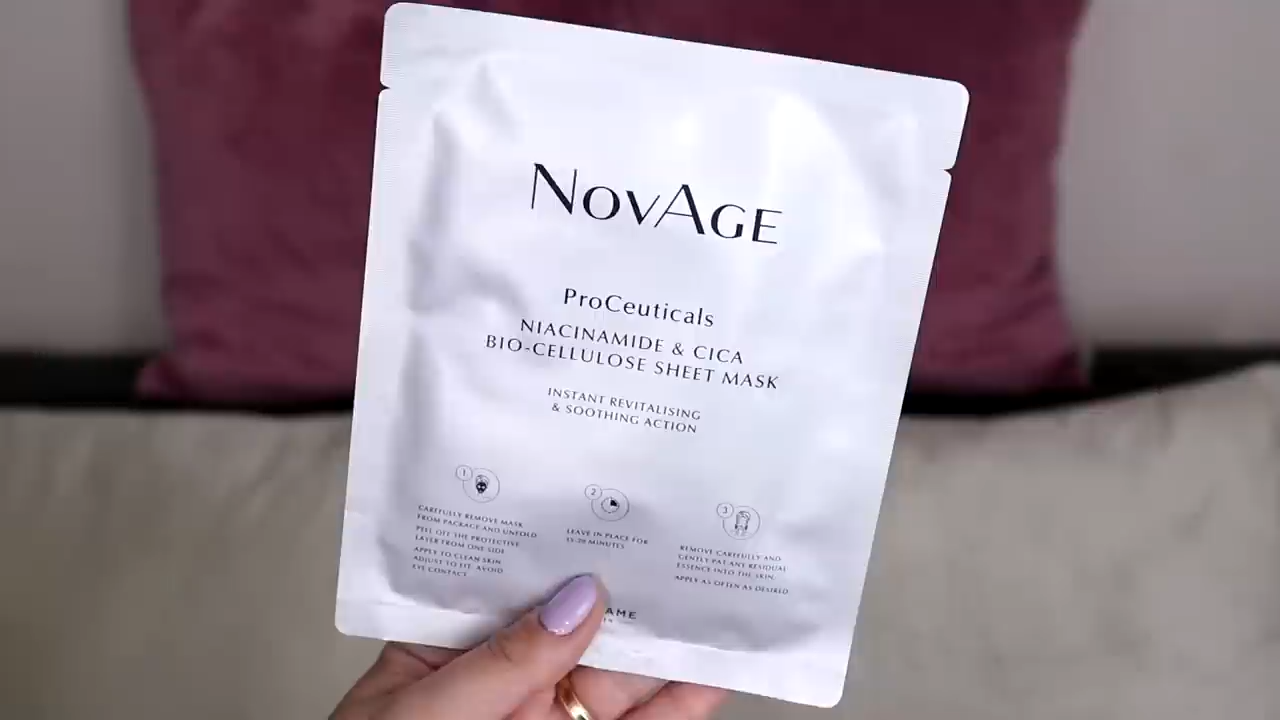 NOVAGE
ProCeuticals
NIACINAMIDE & CICA
BIO-CELLULOSE SHEET MASK
INSTANT REVITALISING
& SOOTHING ACTION
1
CAREFULLY REMOVE MASK
FROM PACKAGE AND UNFOLD
PEEL OFF THE PROTECTIVE
LAYER FROM ONE SIDE
APPLY TO CLEAN SKIN
ADJUST TO FIT. AVOID
EYE CONTACT
2
LEAVE IN PLACE FOR
15-20 MINUTES
3
REMOVE CAREFULLY AND
GENTLY PAT ANY RESIDUAL
ESSENCE INTO THE SKIN
APPLY AS OFTEN AS DESIRED
AME